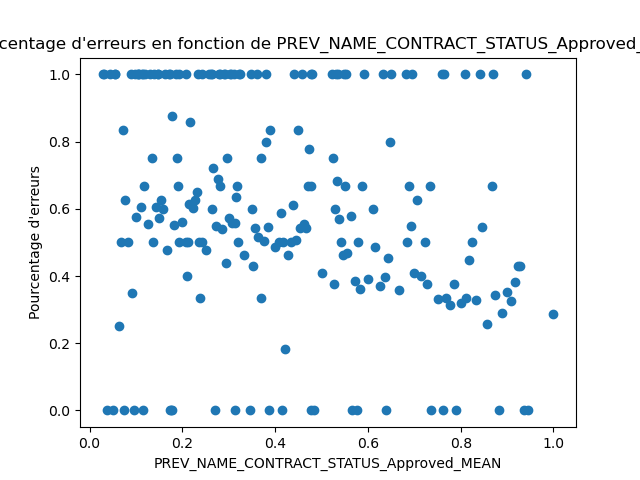 centage d'erreurs en fonction de PREV_NAME_CONTRACT_STATUS_Approved_
1.0
0.8
0.6
0.4
0.2
0.0
Pourcentage d'erreurs
0.0 0.2 0.4 0.6 0.8 1.0
PREV_NAME_CONTRACT_STATUS_Approved_MEAN